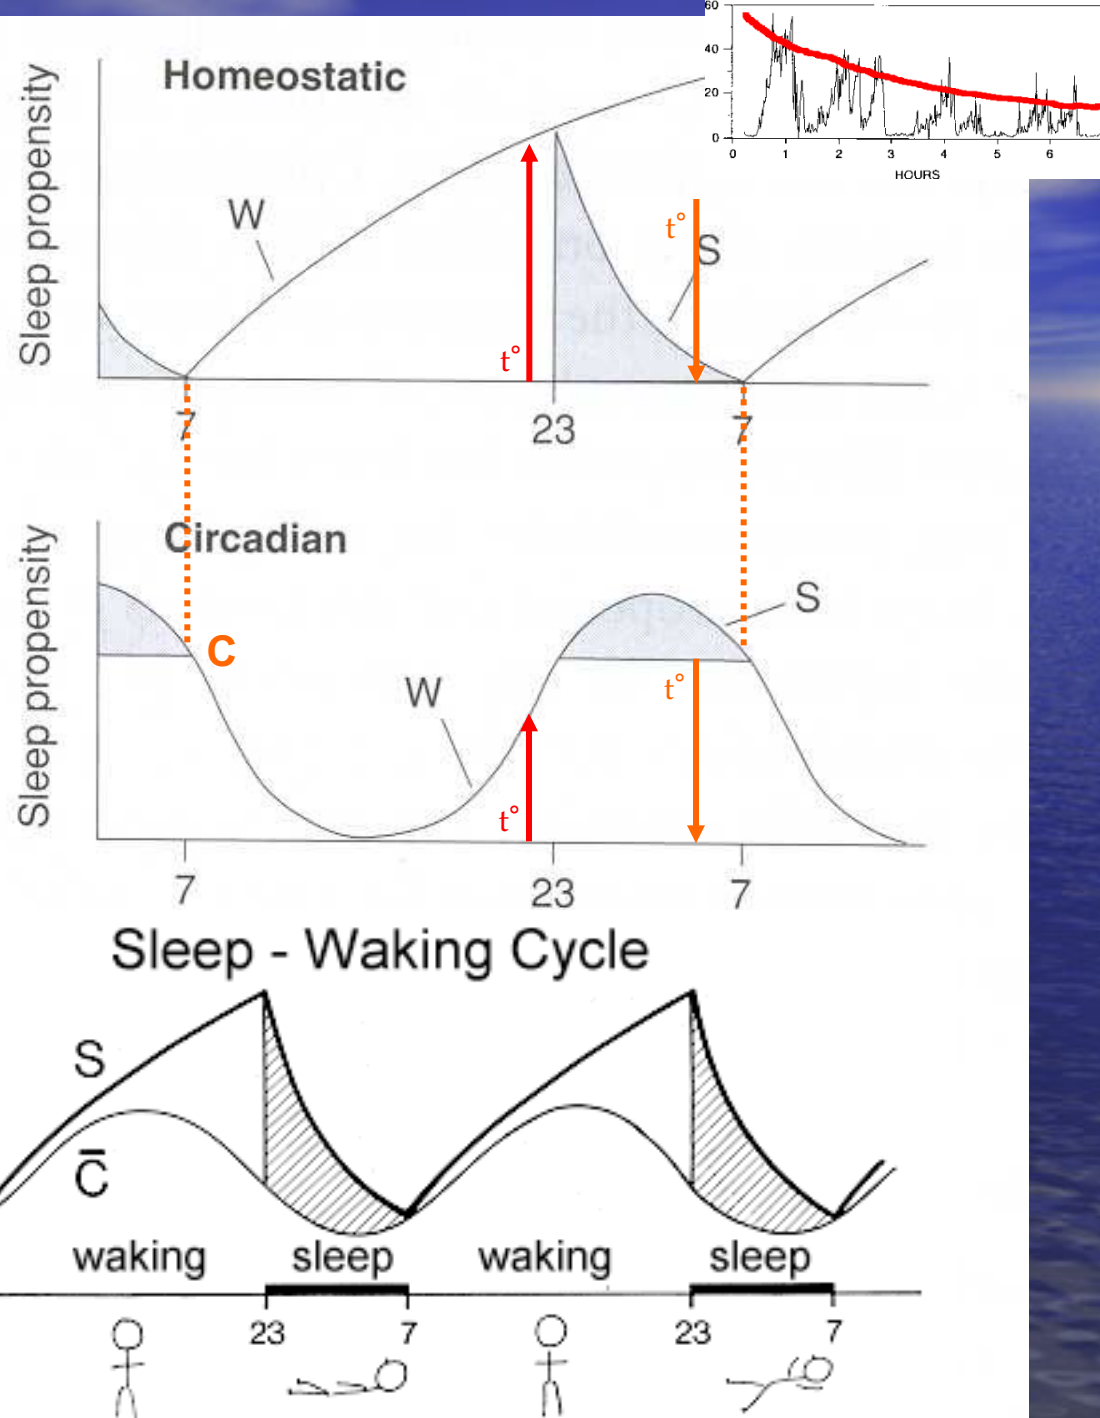 60
40
20
0
0 1 2 3 4 5 6
HOURS
Homeostatic
Sleep propensity
W
t°
t°
S
7 23 7
Circadian
Sleep propensity
C
W
S
t°
t°
7 23 7
Sleep - Waking Cycle
S
C̅
waking sleep waking sleep
23 7 23 7